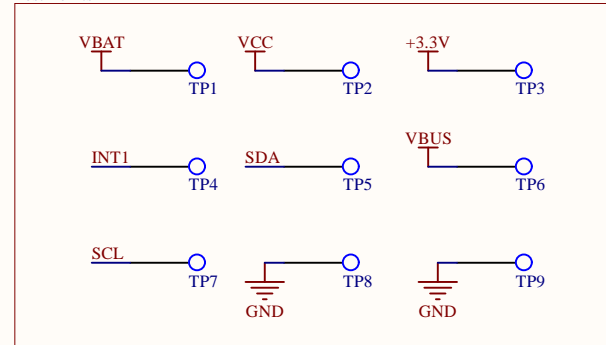 VBAT VCC +3.3V
TP1 TP2 TP3
INT1 SDA VBUS
TP4 TP5 TP6
SCL
TP7 TP8 TP9
GND GND